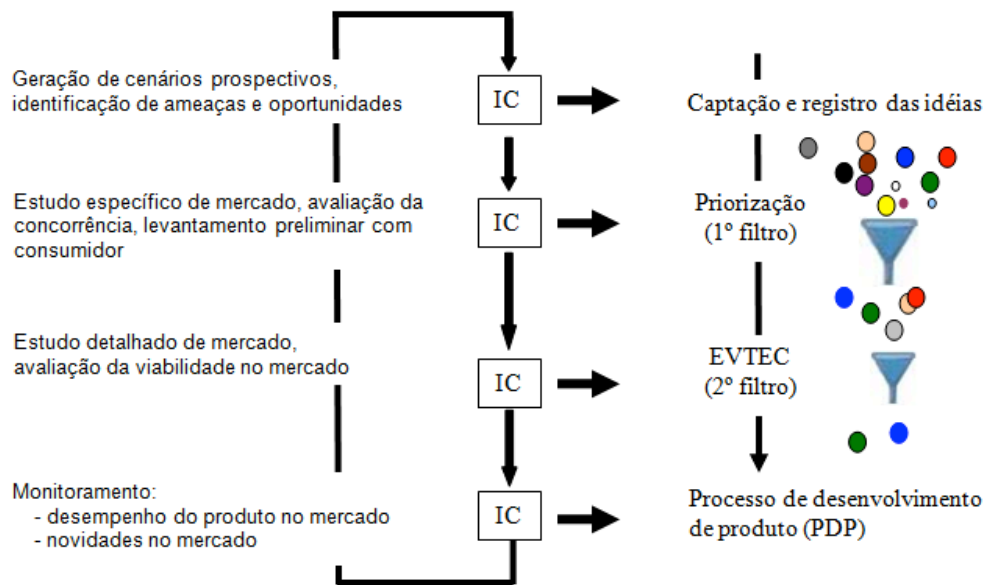 Geração de cenários prospectivos,
identificação de ameaças e oportunidades
IC
Captação e registro das idéias
Estudo específico de mercado, avaliação da
concorrência, levantamento preliminar com
consumidor
IC
Priorização
(1º filtro)
Estudo detalhado de mercado,
avaliação da viabilidade no mercado
IC
EVTEC
(2º filtro)
Monitoramento:
- desempenho do produto no mercado
- novidades no mercado
IC
Processo de desenvolvimento
de produto (PDP)